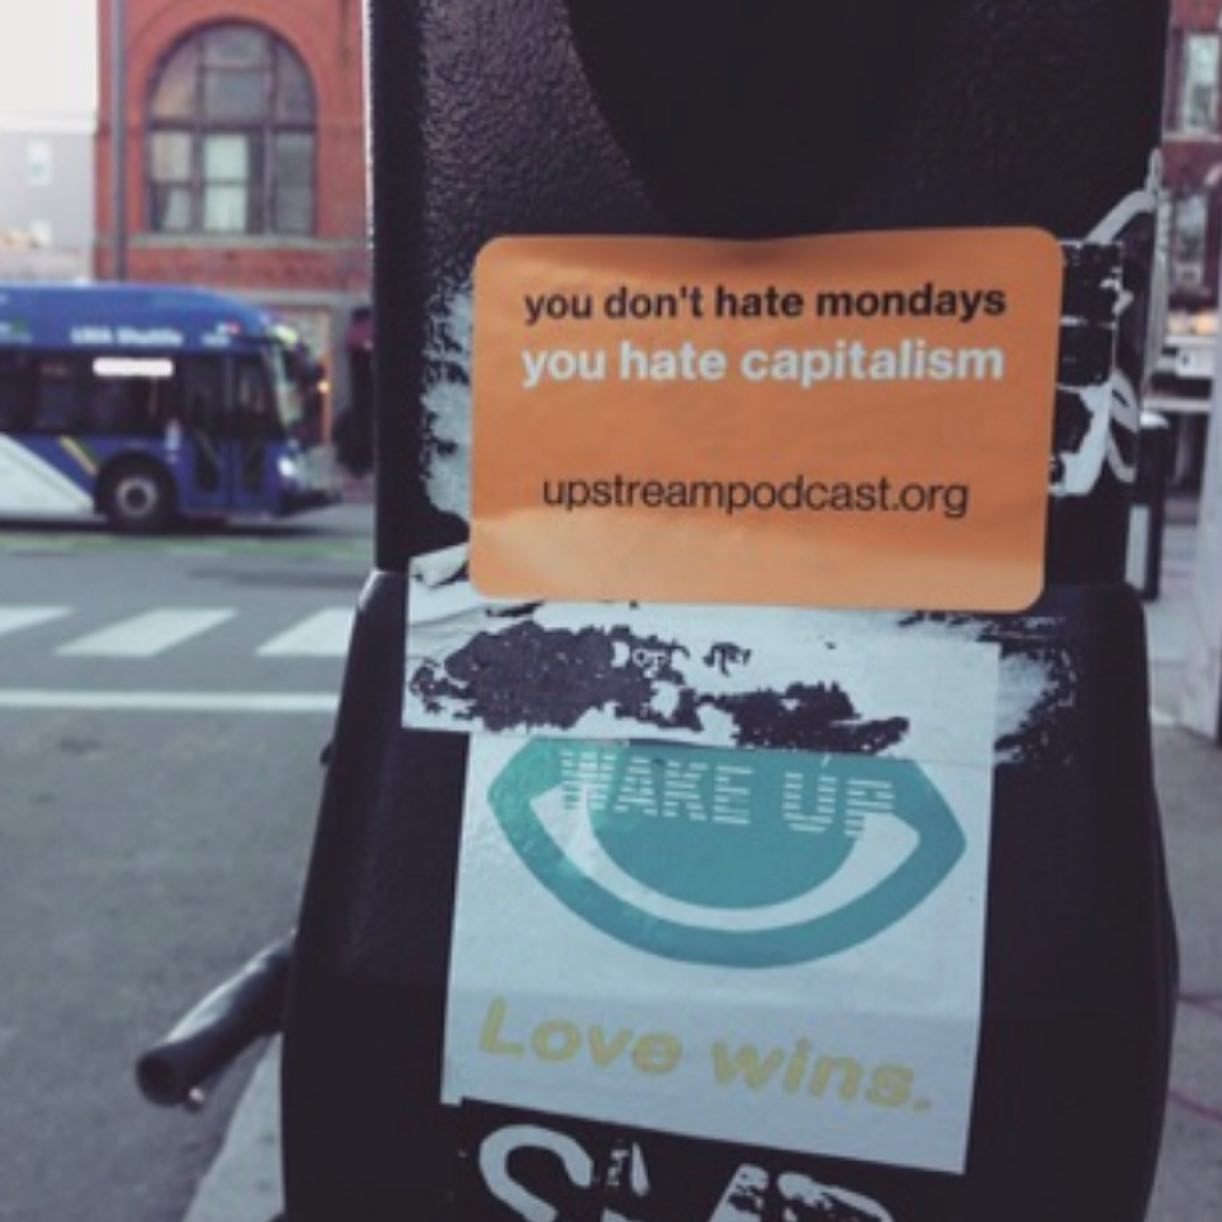 you don't hate mondays
you hate capitalism
upstreampodcast.org
WAKE UP
Love wins.